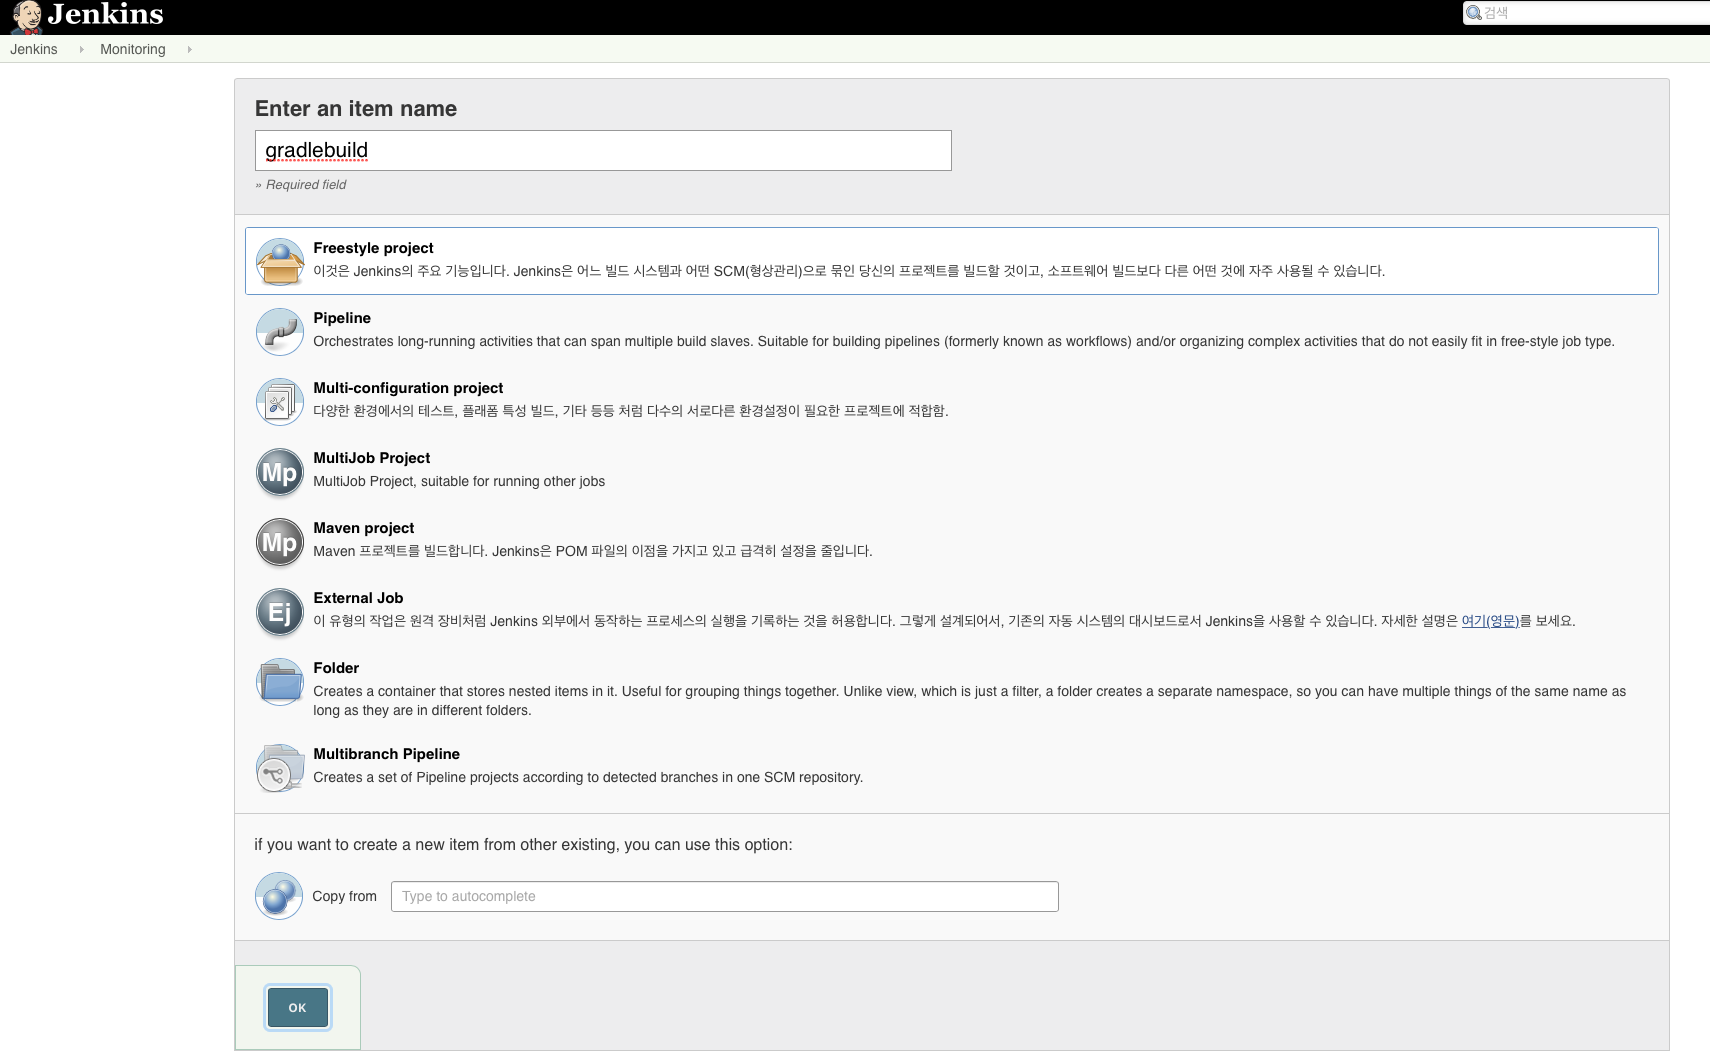 Jenkins
검색
Jenkins
Monitoring
Enter an item name
gradlebuild
» Required field
Freestyle project
이것은 Jenkins의 주요 기능입니다. Jenkins은 어느 빌드 시스템과 어떤 SCM(형상관리)으로 묶인 당신의 프로젝트를 빌드할 것이고, 소프트웨어 빌드보다 다른 어떤 것에 자주 사용될 수 있습니다.
Pipeline
Orchestrates long-running activities that can span multiple build slaves. Suitable for building pipelines (formerly known as workflows) and/or organizing complex activities that do not easily fit in free-style job type.
Multi-configuration project
다양한 환경에서의 테스트, 플래폼 특성 빌드, 기타 등등 처럼 다수의 서로다른 환경설정이 필요한 프로젝트에 적합함.
Mp
MultiJob Project
MultiJob Project, suitable for running other jobs
Mp
Maven project
Maven 프로젝트를 빌드합니다. Jenkins은 POM 파일의 이점을 가지고 있고 급격히 설정을 줄입니다.
Ej
External Job
이 유형의 작업은 원격 장비처럼 Jenkins 외부에서 동작하는 프로세스의 실행을 기록하는 것을 허용합니다. 그렇게 설계되어서, 기존의 자동 시스템의 대시보드로서 Jenkins을 사용할 수 있습니다. 자세한 설명은 여기(영문)를 보세요.
Folder
Creates a container that stores nested items in it. Useful for grouping things together. Unlike view, which is just a filter, a folder creates a separate namespace, so you can have multiple things of the same name as
long as they are in different folders.
Multibranch Pipeline
Creates a set of Pipeline projects according to detected branches in one SCM repository.
if you want to create a new item from other existing, you can use this option:
Copy from
Type to autocomplete
OK